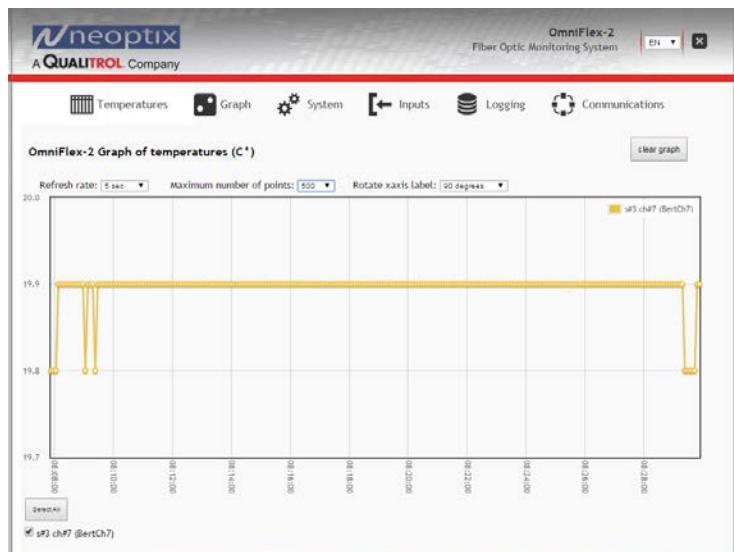 neoptix
A QUALITROL Company
OmniFlex-2
Fiber Optic Monitoring System
EN
Temperatures
Graph
System
Inputs
Logging
Communications
OmniFlex-2 Graph of temperatures (C°)
clear graph
Refresh rate: 5 sec
Maximum number of points: 500
Rotate xaxis label: 90 degrees
20.0
s#3 ch#7 (BertCh7)
19.9
19.8
19.7
08:08:00
08:10:00
08:12:00
08:14:00
08:16:00
08:18:00
08:20:00
08:22:00
08:24:00
08:26:00
08:28:00
Select All
s#3 ch#7 (BertCh7)